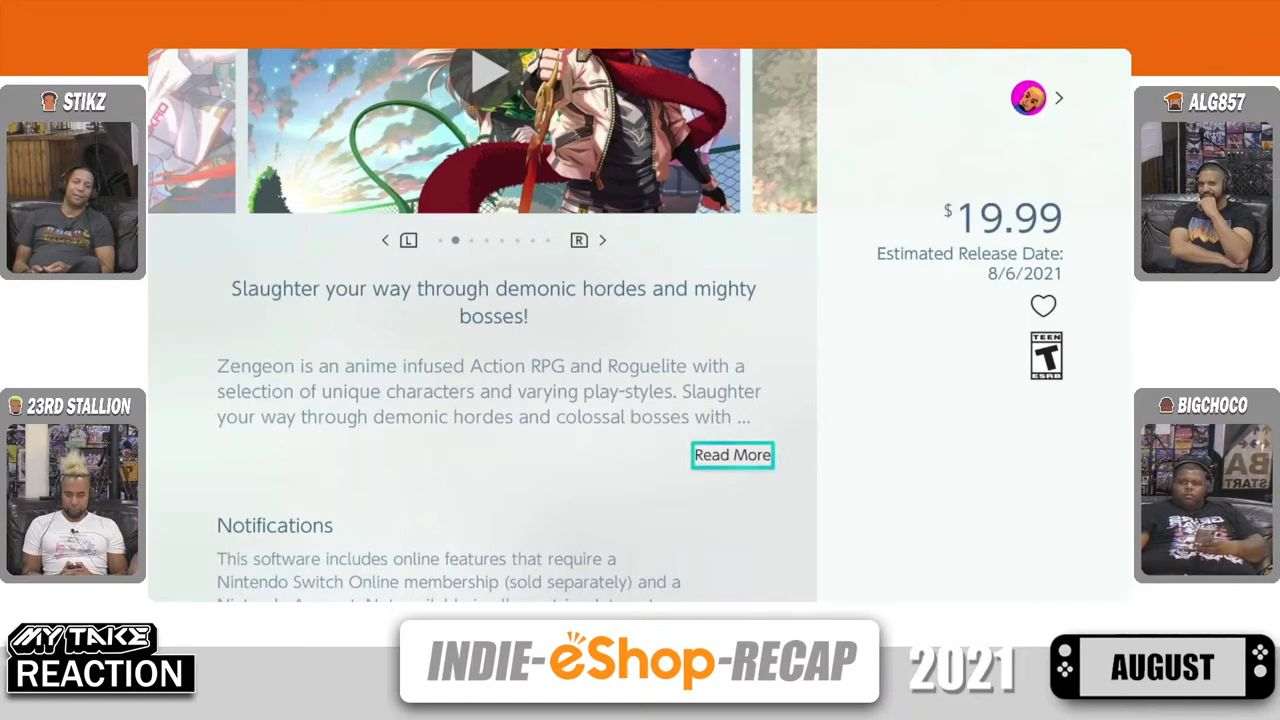 STIKZ
ALG857
$19.99
Estimated Release Date:
8/6/2021
L
R
Slaughter your way through demonic hordes and mighty
bosses!
TEEN
T
ESRB
Zengeon is an anime infused Action RPG and Roguelite with a
selection of unique characters and varying play-styles. Slaughter
your way through demonic hordes and colossal bosses with ...
23RD STALLION
BIGCHOCO
Read More
BA
START
Notifications
This software includes online features that require a
Nintendo Switch Online membership (sold separately) and a
MY TAKE
REACTION
INDIE-eShop-RECAP
2021
AUGUST